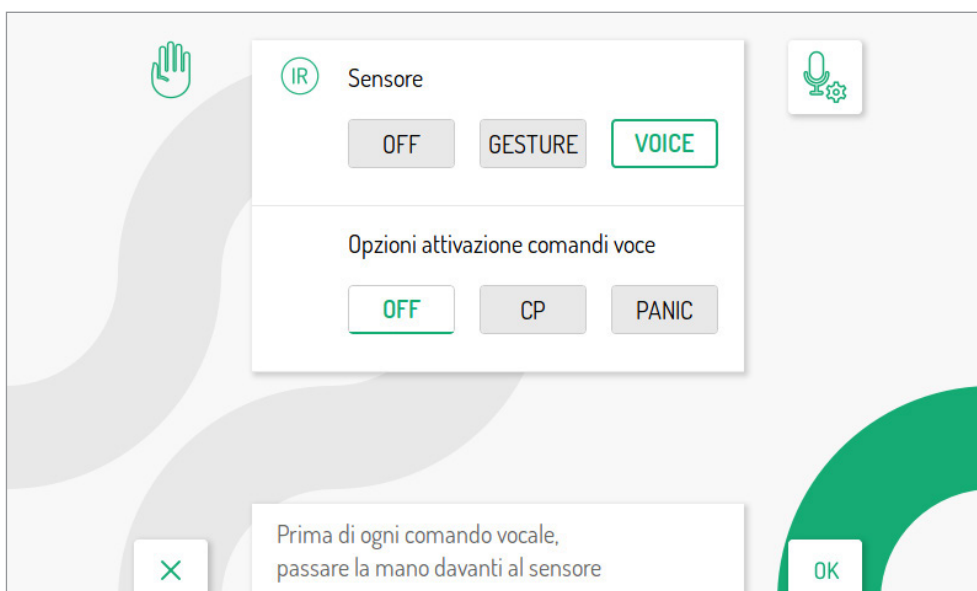 IR Sensore
OFF GESTURE VOICE
Opzioni attivazione comandi voce
OFF CP PANIC
Prima di ogni comando vocale,
passare la mano davanti al sensore
OK